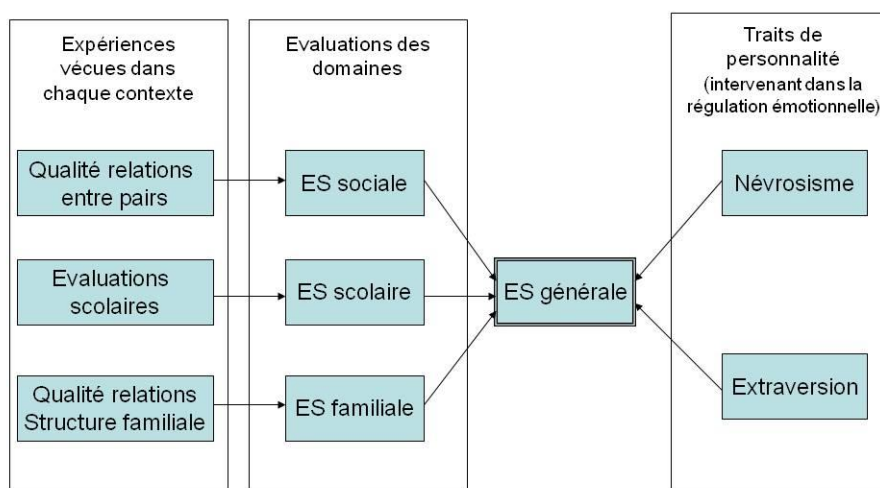 Expériences
vécues dans
chaque contexte
Qualité relations
entre pairs
Evaluations
scolaires
Qualité relations
Structure familiale
Evaluations des
domaines
ES sociale
ES scolaire
ES familiale
ES générale
Traits de
personnalité
(intervenant dans la
régulation émotionnelle)
Névrosisme
Extraversion